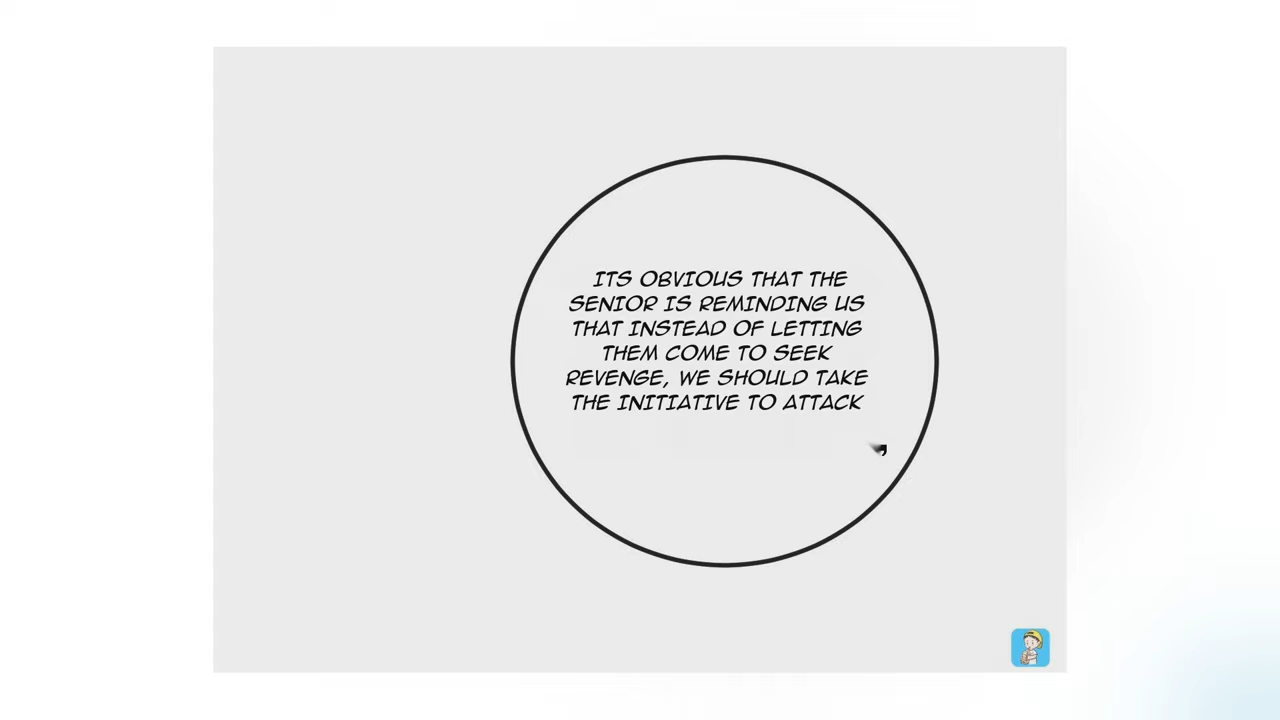 ITS OBVIOUS THAT THE
SENIOR IS REMINDING US
THAT INSTEAD OF LETTING
THEM COME TO SEEK
REVENGE, WE SHOULD TAKE
THE INITIATIVE TO ATTACK